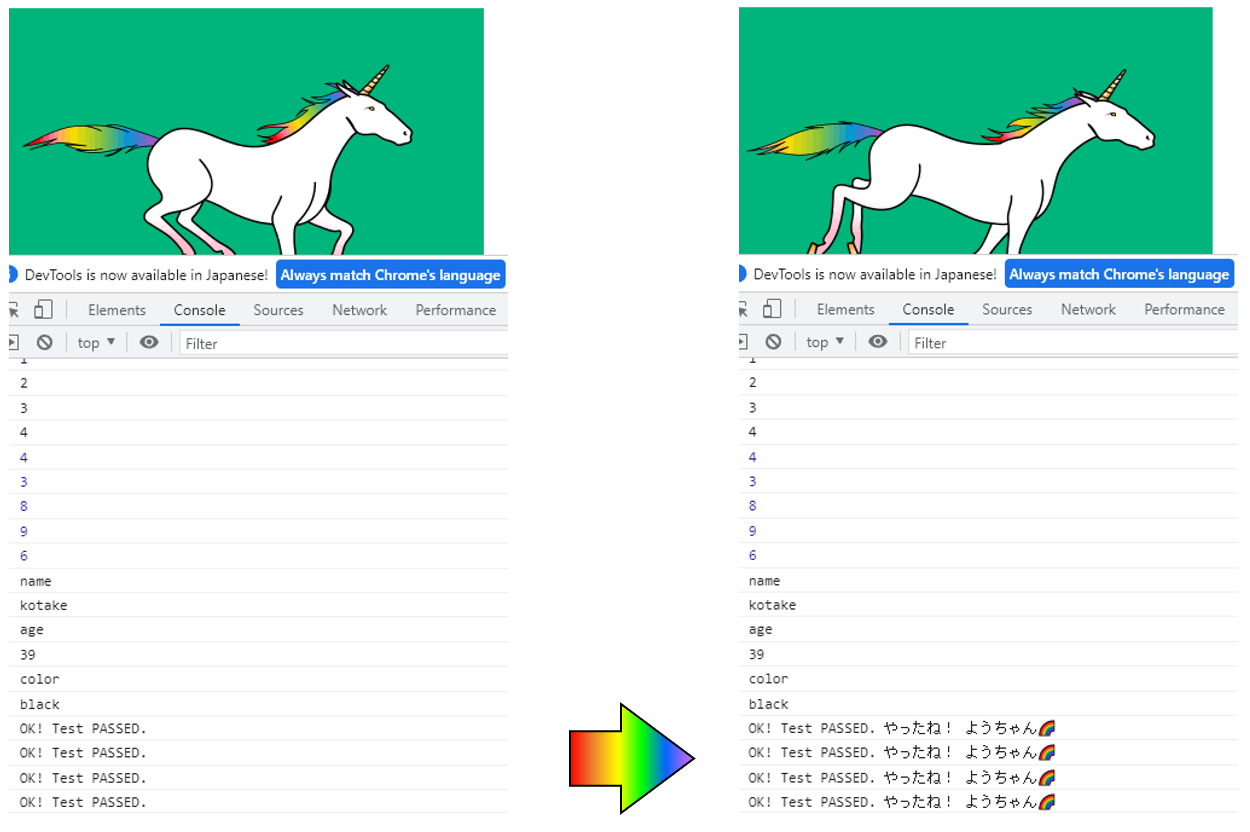 DevTools is now available in Japanese! Always match Chrome's language
Elements Console Sources Network Performance
top Filter
1
2
3
4
4
3
8
9
6
name
kotake
age
39
color
black
OK! Test PASSED.
OK! Test PASSED.
OK! Test PASSED.
OK! Test PASSED.
DevTools is now available in Japanese! Always match Chrome's language
Elements Console Sources Network Performance
top Filter
1
2
3
4
4
3
8
9
6
name
kotake
age
39
color
black
OK! Test PASSED. やったね! ようちゃん🌈
OK! Test PASSED. やったね! ようちゃん🌈
OK! Test PASSED. やったね! ようちゃん🌈
OK! Test PASSED. やったね! ようちゃん🌈